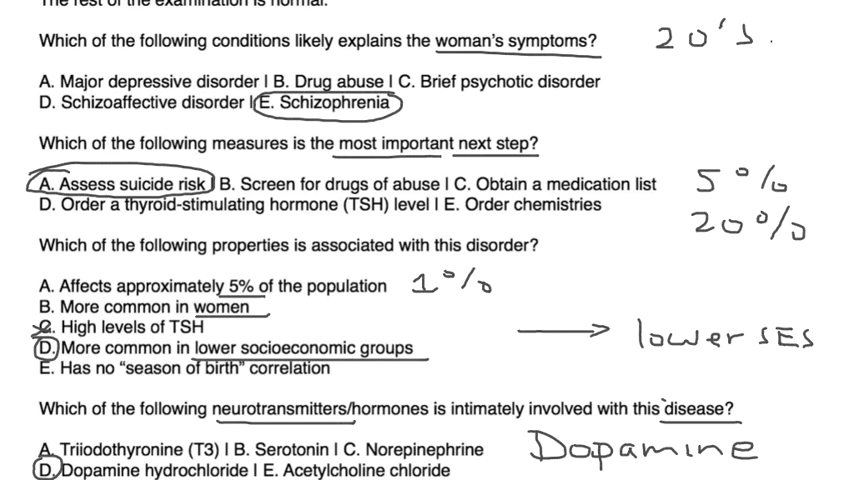 The rest of the examination is normal.
Which of the following conditions likely explains the woman's symptoms? 20's.
A. Major depressive disorder | B. Drug abuse | C. Brief psychotic disorder
D. Schizoaffective disorder | E. Schizophrenia
Which of the following measures is the most important next step?
A. Assess suicide risk | B. Screen for drugs of abuse | C. Obtain a medication list 5%
D. Order a thyroid-stimulating hormone (TSH) level | E. Order chemistries 20%
Which of the following properties is associated with this disorder?
A. Affects approximately 5% of the population 1%
B. More common in women
C. High levels of TSH lower SES
D. More common in lower socioeconomic groups
E. Has no “season of birth” correlation
Which of the following neurotransmitters/hormones is intimately involved with this disease?
A. Triiodothyronine (T3) | B. Serotonin | C. Norepinephrine Dopamine
D. Dopamine hydrochloride | E. Acetylcholine chloride